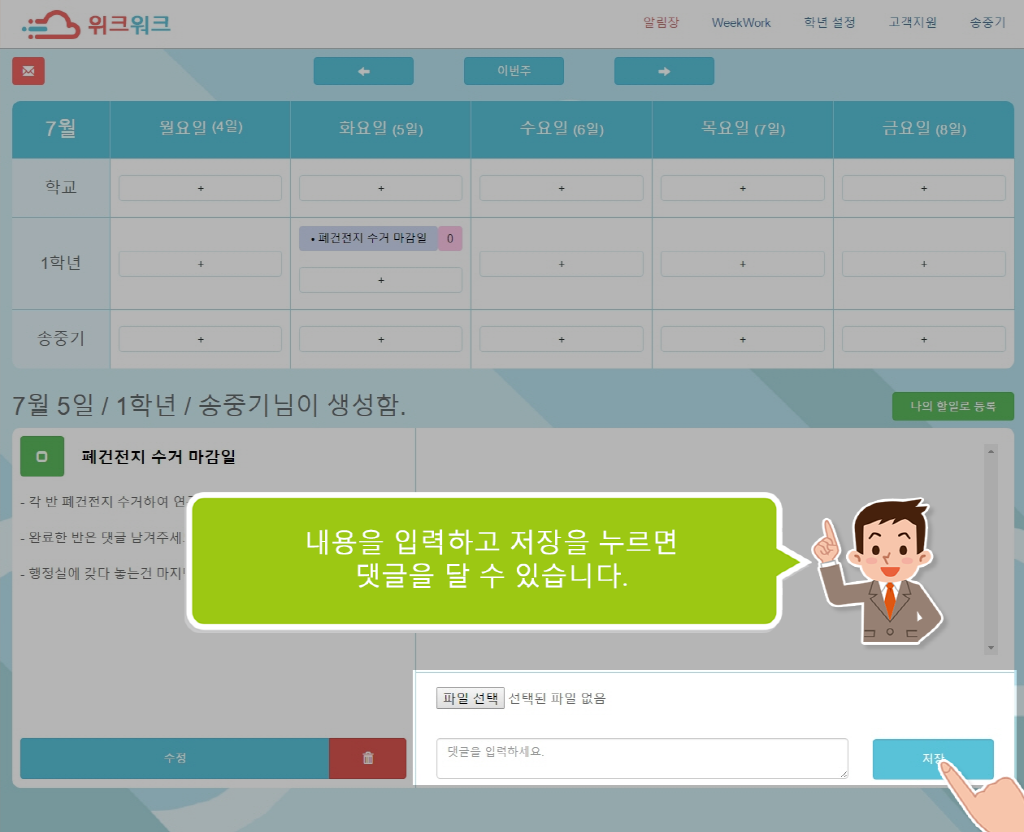 위크워크
알림장 WeekWork 학년 설정 고객지원 송중기
이번주
7월 월요일 (4일) 화요일 (5일) 수요일 (6일) 목요일 (7일) 금요일 (8일)
학교 + + + + +
• 폐건전지 수거 마감일 0
1학년 + + + + +
송중기 + + + + +
7월 5일 / 1학년 / 송중기님이 생성함.
나의 할일로 등록
폐건전지 수거 마감일
- 각 반 폐건전지 수거하여
- 완료한 반은 댓글 남겨주세
- 행정실에 갖다 놓는건
내용을 입력하고 저장을 누르면
댓글을 달 수 있습니다.
파일 선택 선택된 파일 없음
댓글을 입력하세요.
수정
저장